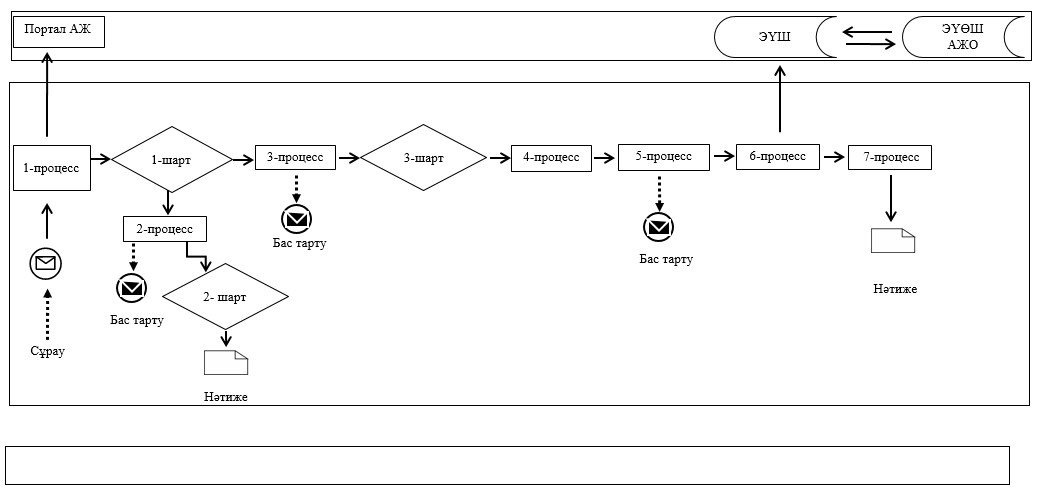 Портал АЖ
ЭҮШ
ЭҮӨШ
АЖО
1-процесс
1-шарт
3-процесс
3-шарт
4-процесс
5-процесс
6-процесс
7-процесс
2-процесс
Бас тарту
Бас тарту
Нәтиже
2- шарт
Бас тарту
Сұрау
Нәтиже